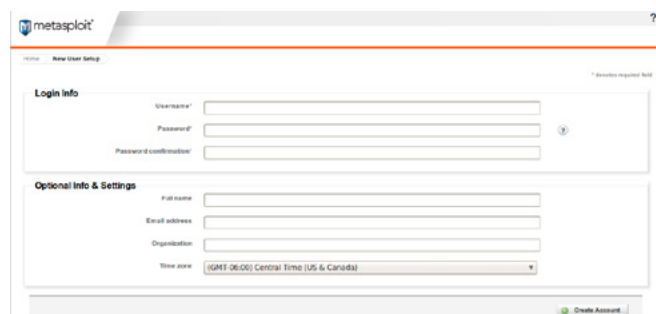 metasploit®
?
Home New User Setup
* denotes required field
Login Info
Username*
Password*
?
Password confirmation*
Optional Info & Settings
Full name
Email address
Organization
Time zone (GMT-06:00) Central Time (US & Canada)
Create Account